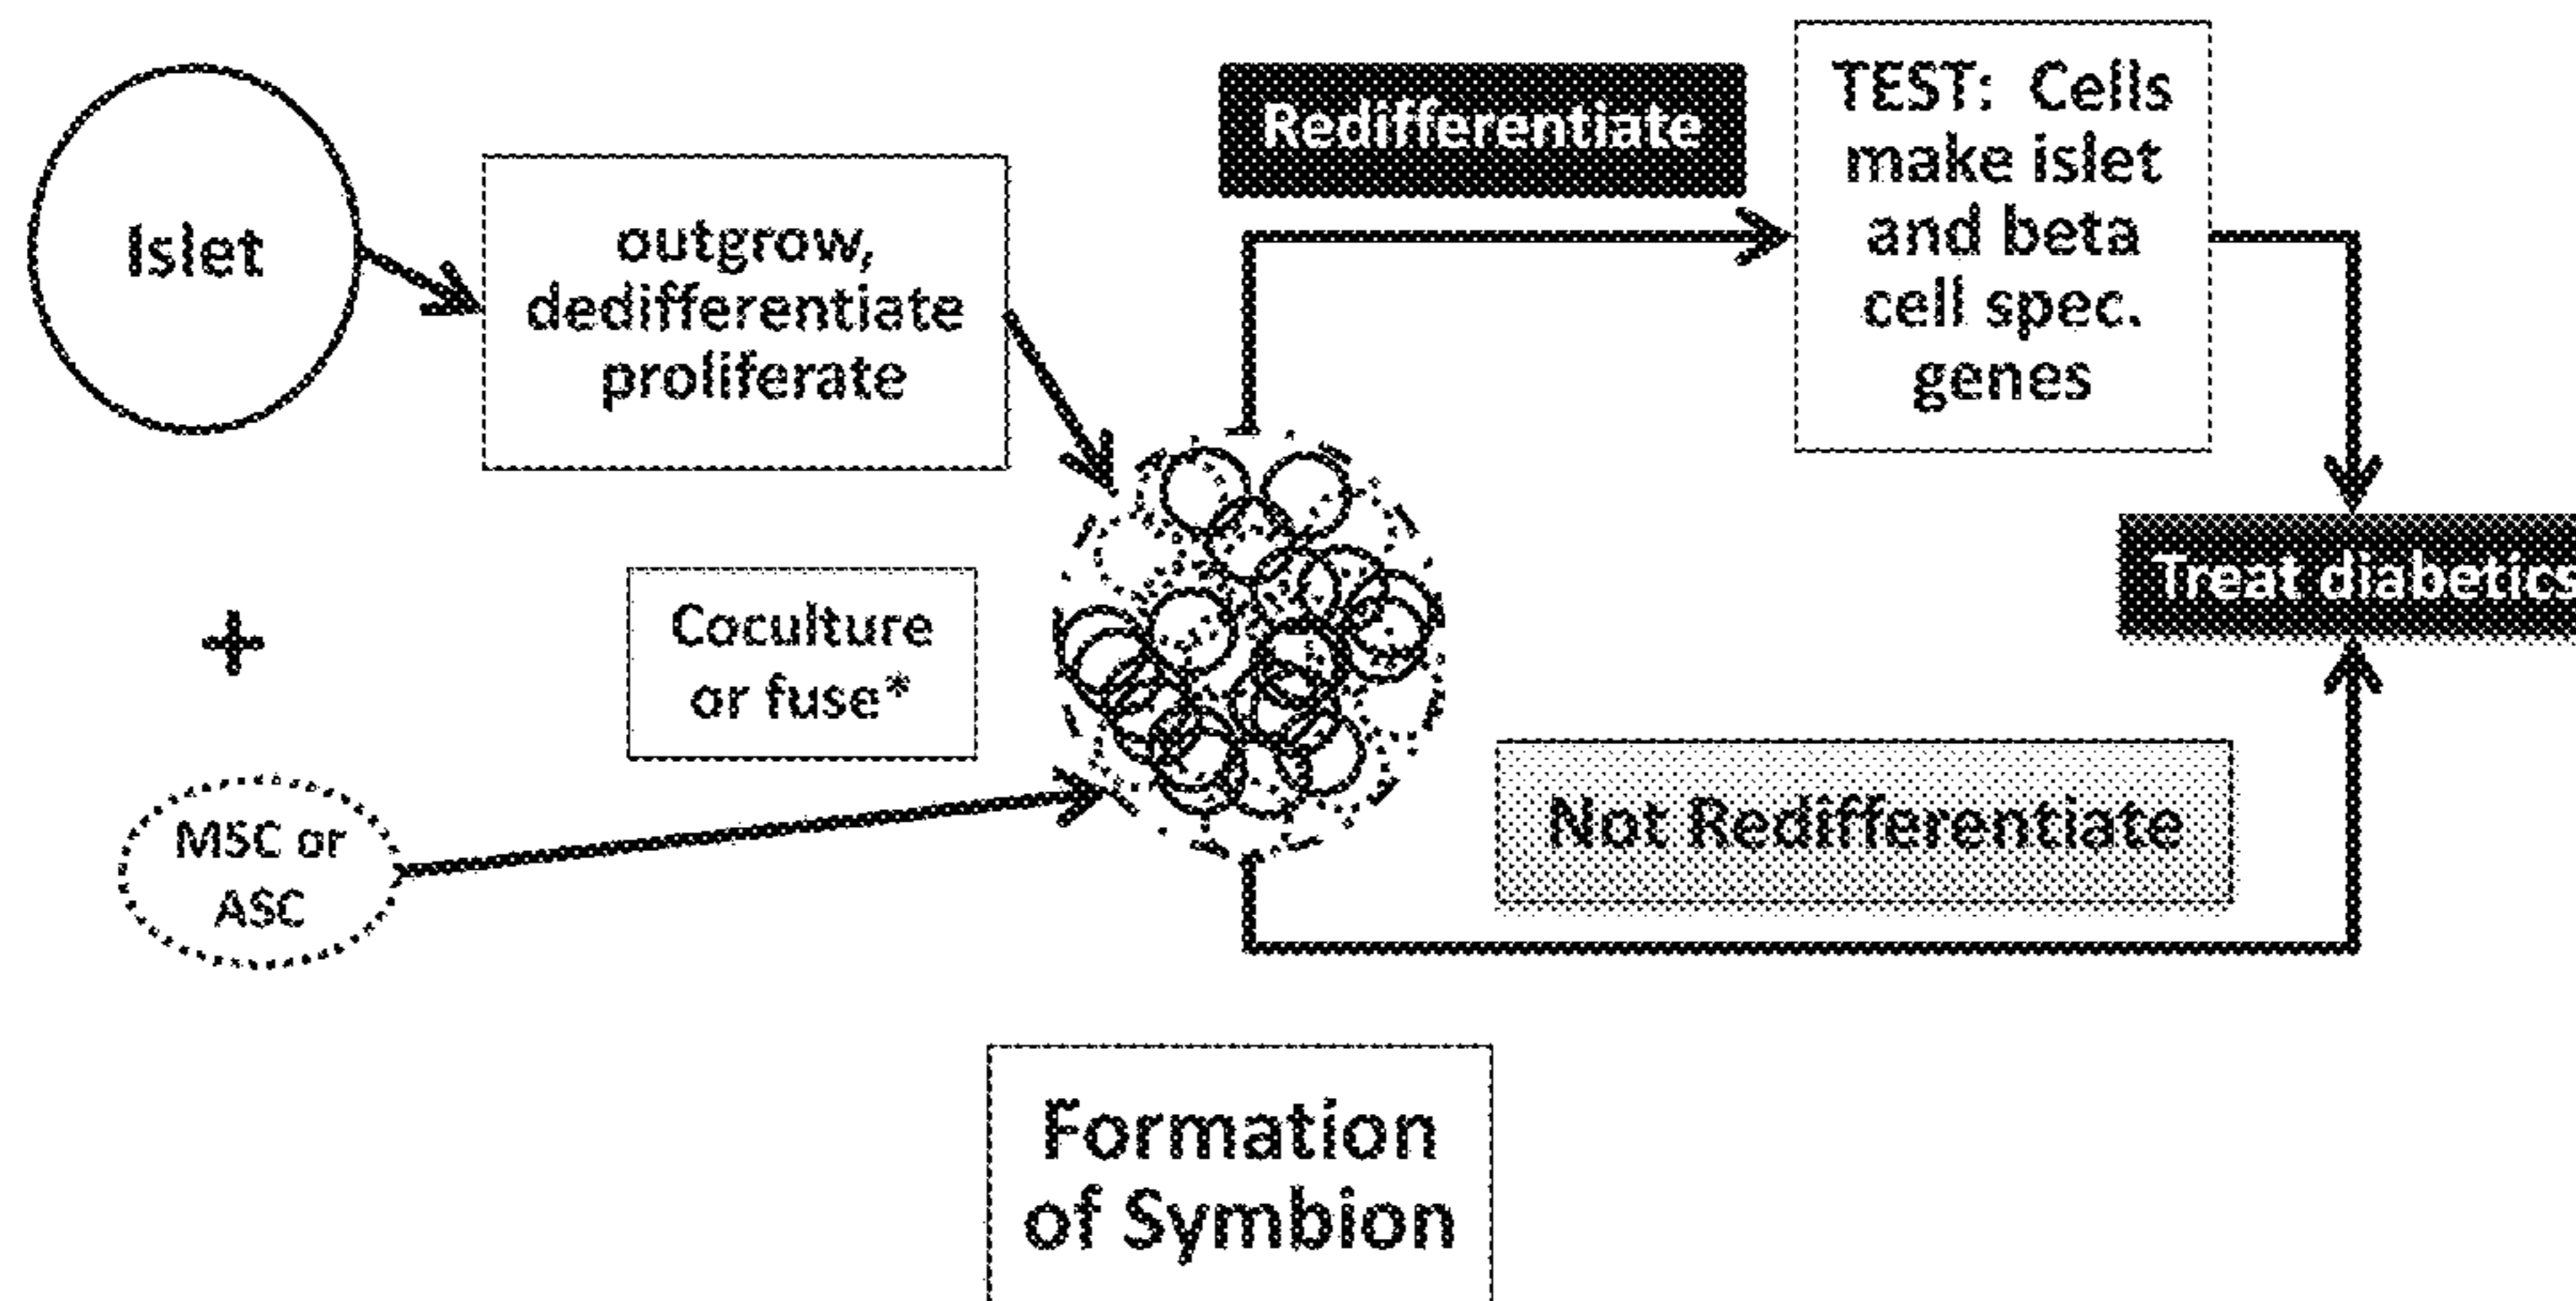 Islet
outgrow,
dedifferentiate
proliferate
+
Coculture
or fuse*
MSC or
ASC
Redifferentiate
TEST: Cells
make islet
and beta
cell spec.
genes
Treat diabetics
Not Redifferentiate
Formation
of Symbion